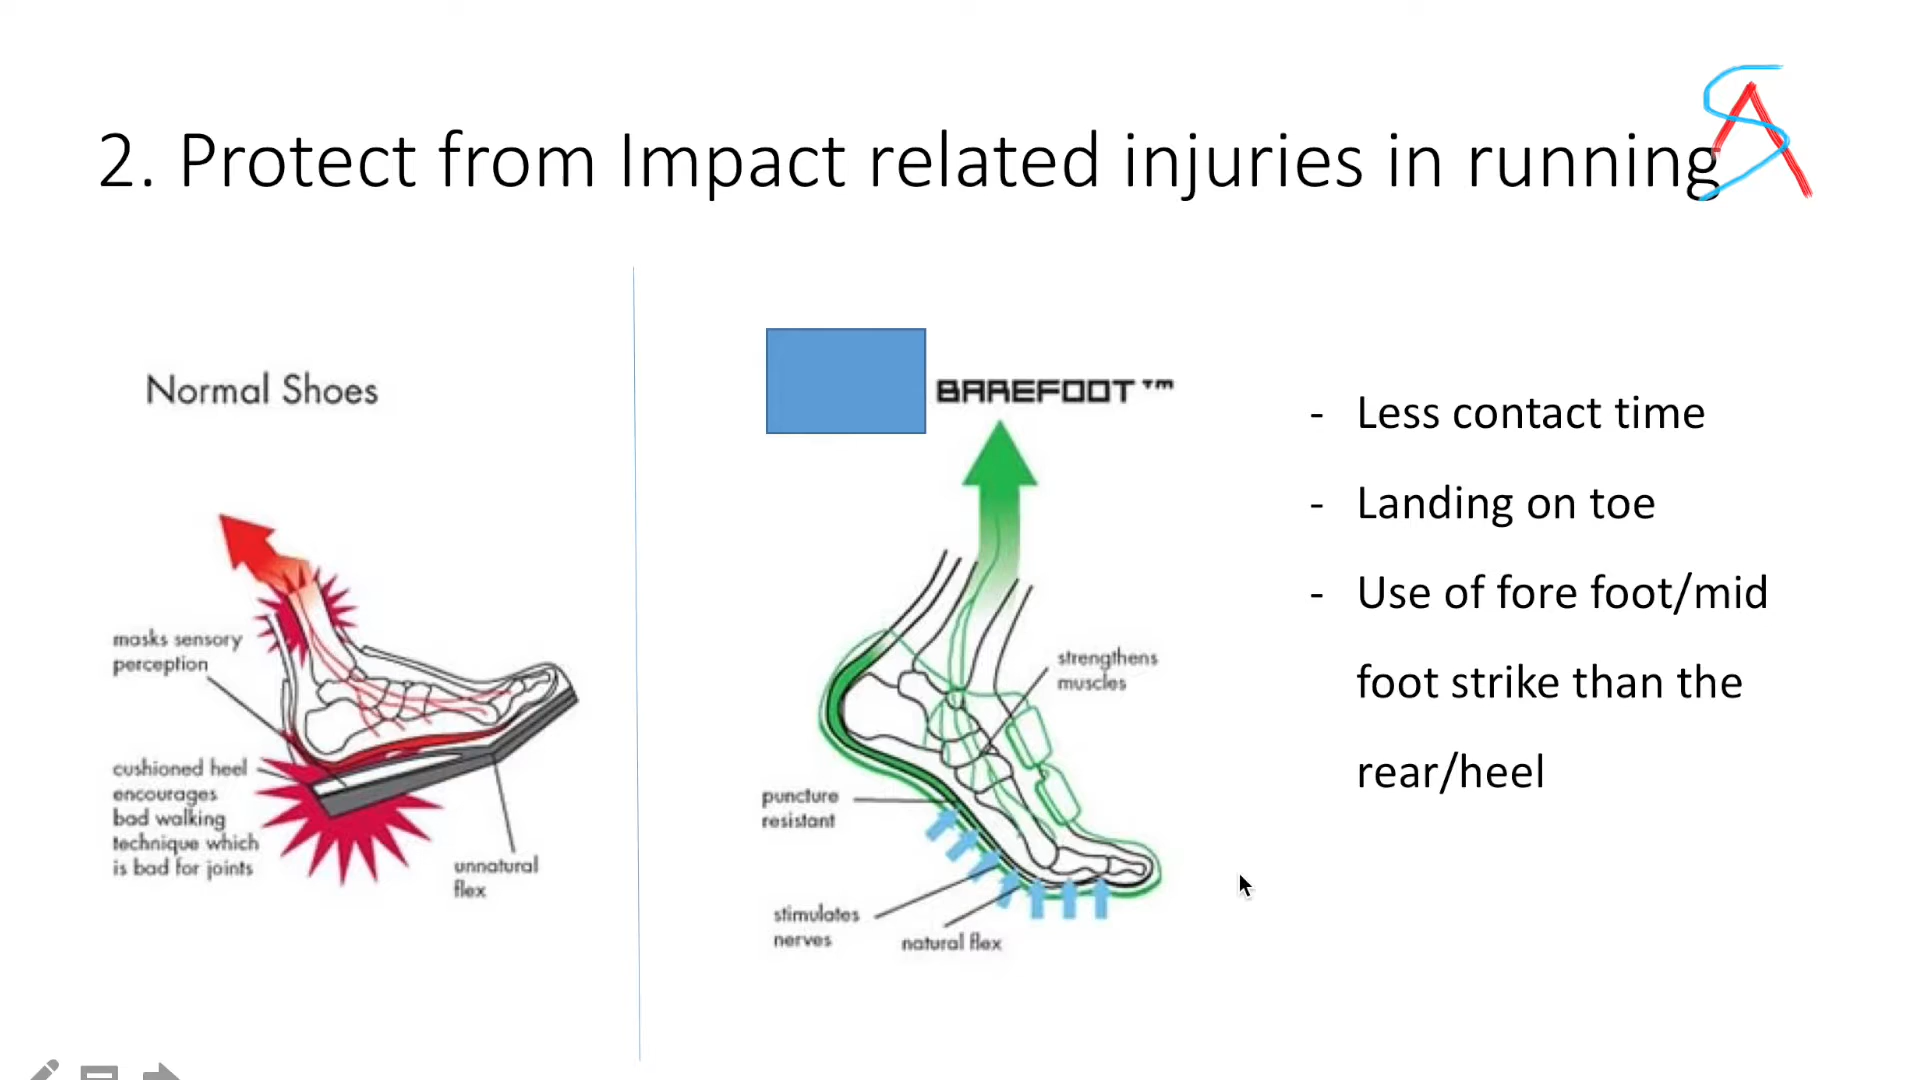 2. Protect from Impact related injuries in running
Normal Shoes
masks sensory
perception
cushioned heel
encourages
bad walking
technique which
is bad for joints
unnatural
flex
BAREFOOT™
strengthens
muscles
puncture
resistant
stimulates
nerves
natural flex
- Less contact time
- Landing on toe
- Use of fore foot/mid
foot strike than the
rear/heel